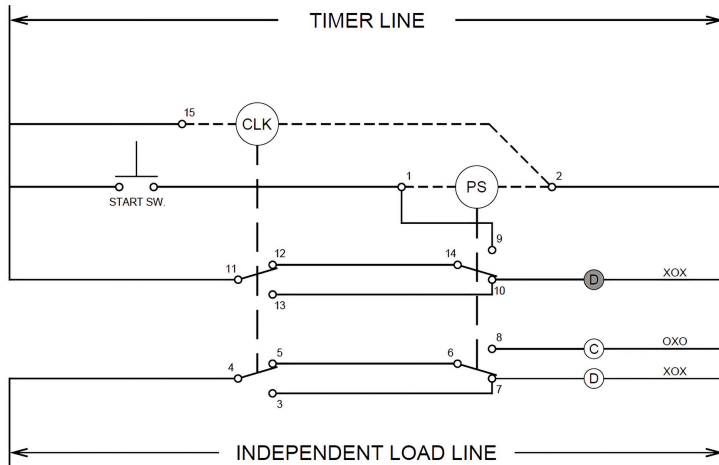 TIMER LINE
15
CLK
1
PS
2
START SW.
9
12
14
11
D
XOX
13
10
8
C
OXO
5
6
4
D
XOX
3
7
INDEPENDENT LOAD LINE